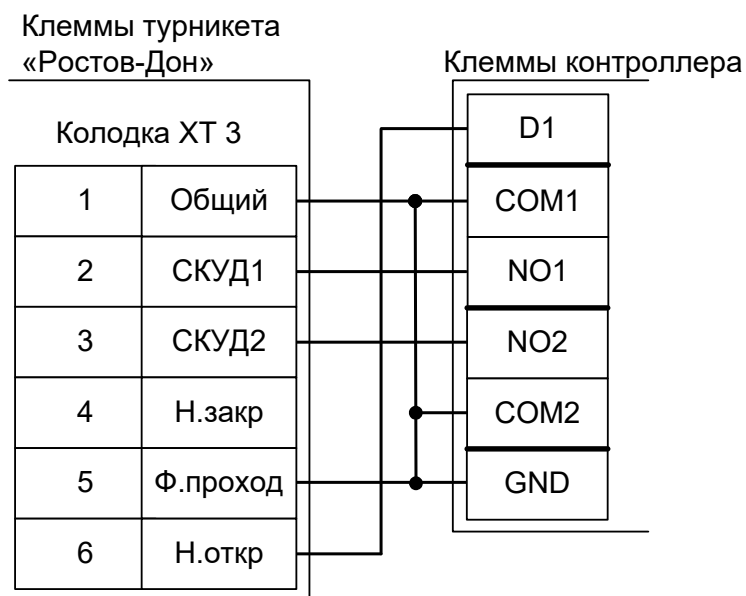 Клеммы турникета
«Ростов-Дон»
Клеммы контроллера
Колодка XT 3
1 Общий
2 СКУД1
3 СКУД2
4 Н.закр
5 Ф.проход
6 Н.откр
D1
COM1
NO1
NO2
COM2
GND